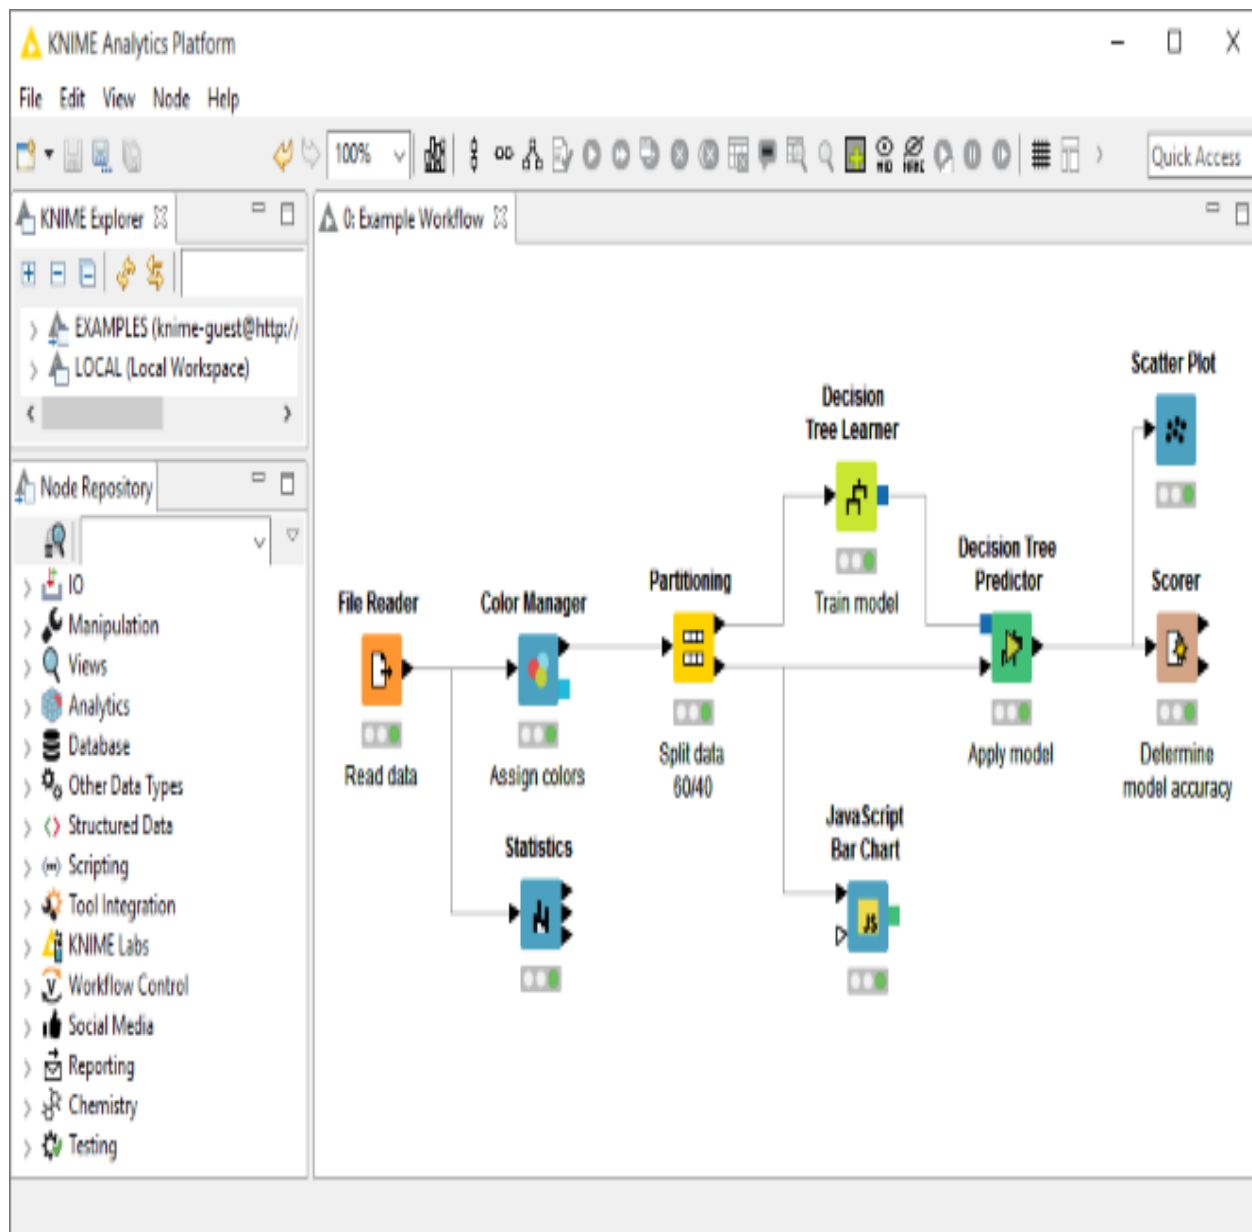 KNIME Analytics Platform
File Edit View Node Help
100%
Quick Access
KNIME Explorer
EXAMPLES (knime-guest@http:/
LOCAL (Local Workspace)
Node Repository
IO
Manipulation
Views
Analytics
Database
Other Data Types
Structured Data
Scripting
Tool Integration
KNIME Labs
Workflow Control
Social Media
Reporting
Chemistry
Testing
0: Example Workflow
File Reader
Read data
Color Manager
Assign colors
Statistics
Partitioning
Split data
60/40
Decision
Tree Learner
Train model
JavaScript
Bar Chart
JS
Decision Tree
Predictor
Apply model
Scatter Plot
Scorer
Determine
model accuracy